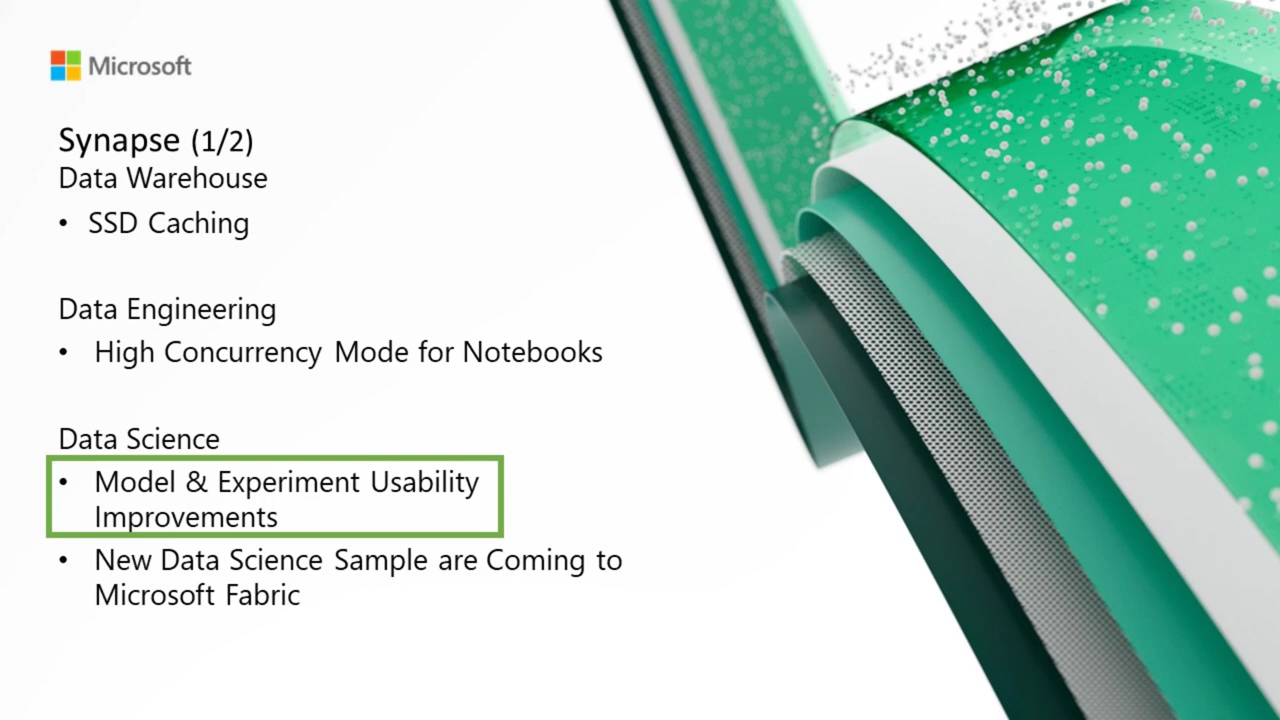 Microsoft
Synapse (1/2)
Data Warehouse
• SSD Caching
Data Engineering
• High Concurrency Mode for Notebooks
Data Science
• Model & Experiment Usability
Improvements
• New Data Science Sample are Coming to
Microsoft Fabric